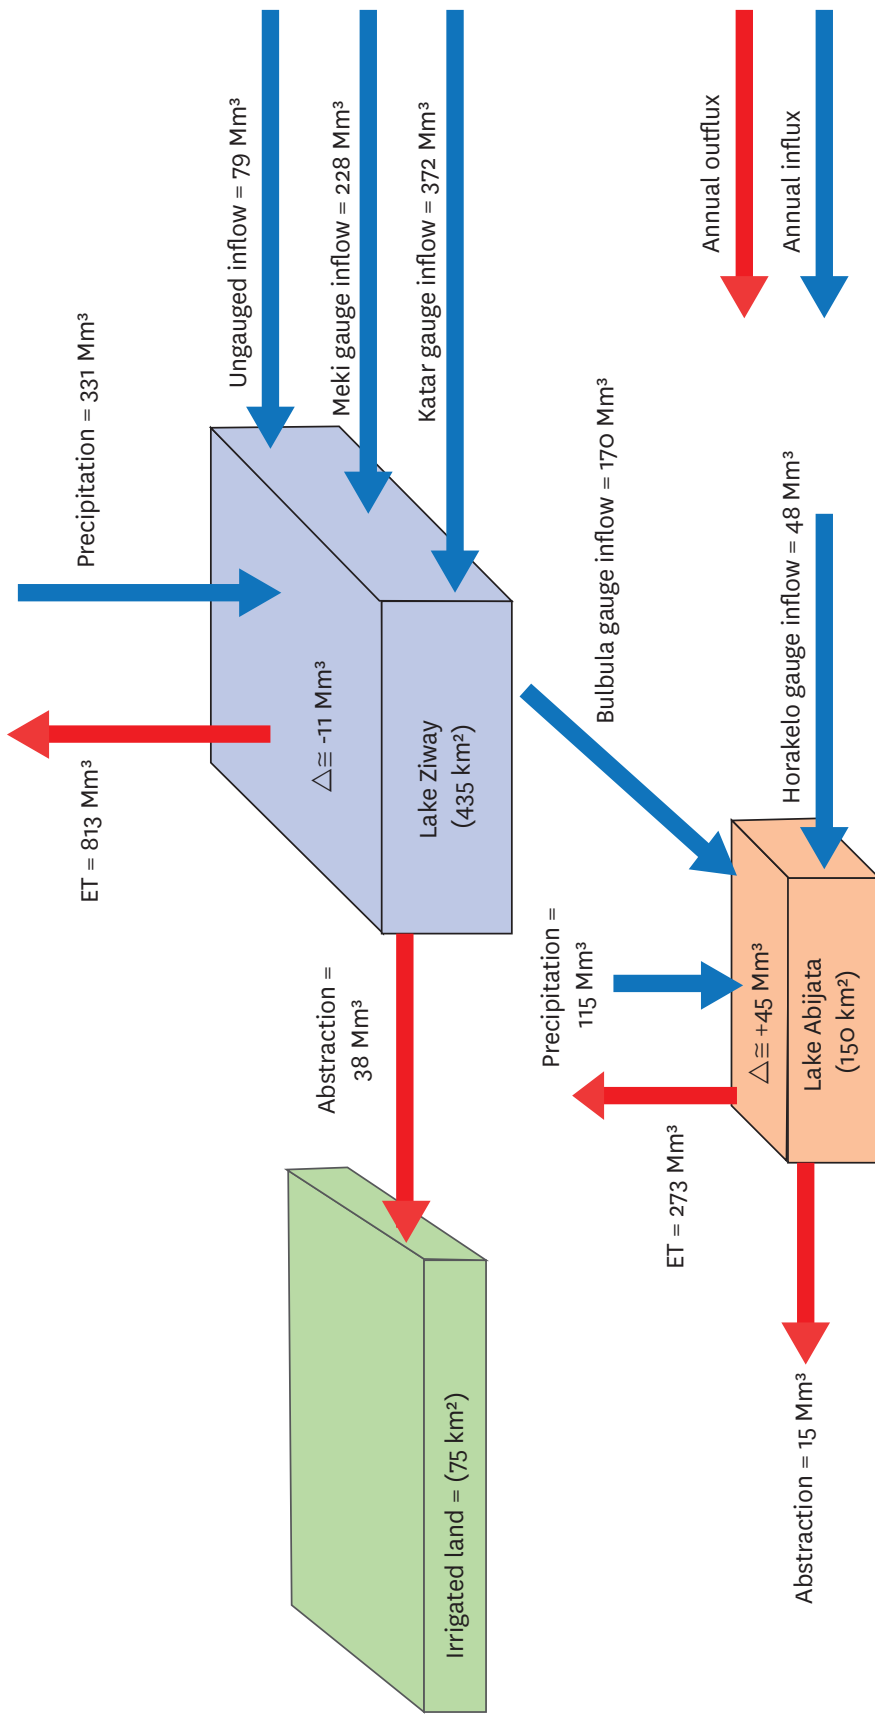 Precipitation = 331 Mm³
ET = 813 Mm³
Ungauged inflow = 79 Mm³
Meki gauge inflow = 228 Mm³
Katar gauge inflow = 372 Mm³
△≅ -11 Mm³
Lake Ziway
(435 km²)
Abstraction =
38 Mm³
Irrigated land = (75 km²)
Bulbula gauge inflow = 170 Mm³
Precipitation =
115 Mm³
ET = 273 Mm³
Horakelo gauge inflow = 48 Mm³
△≅ +45 Mm³
Lake Abijata
(150 km²)
Abstraction = 15 Mm³
Annual outflux
Annual influx